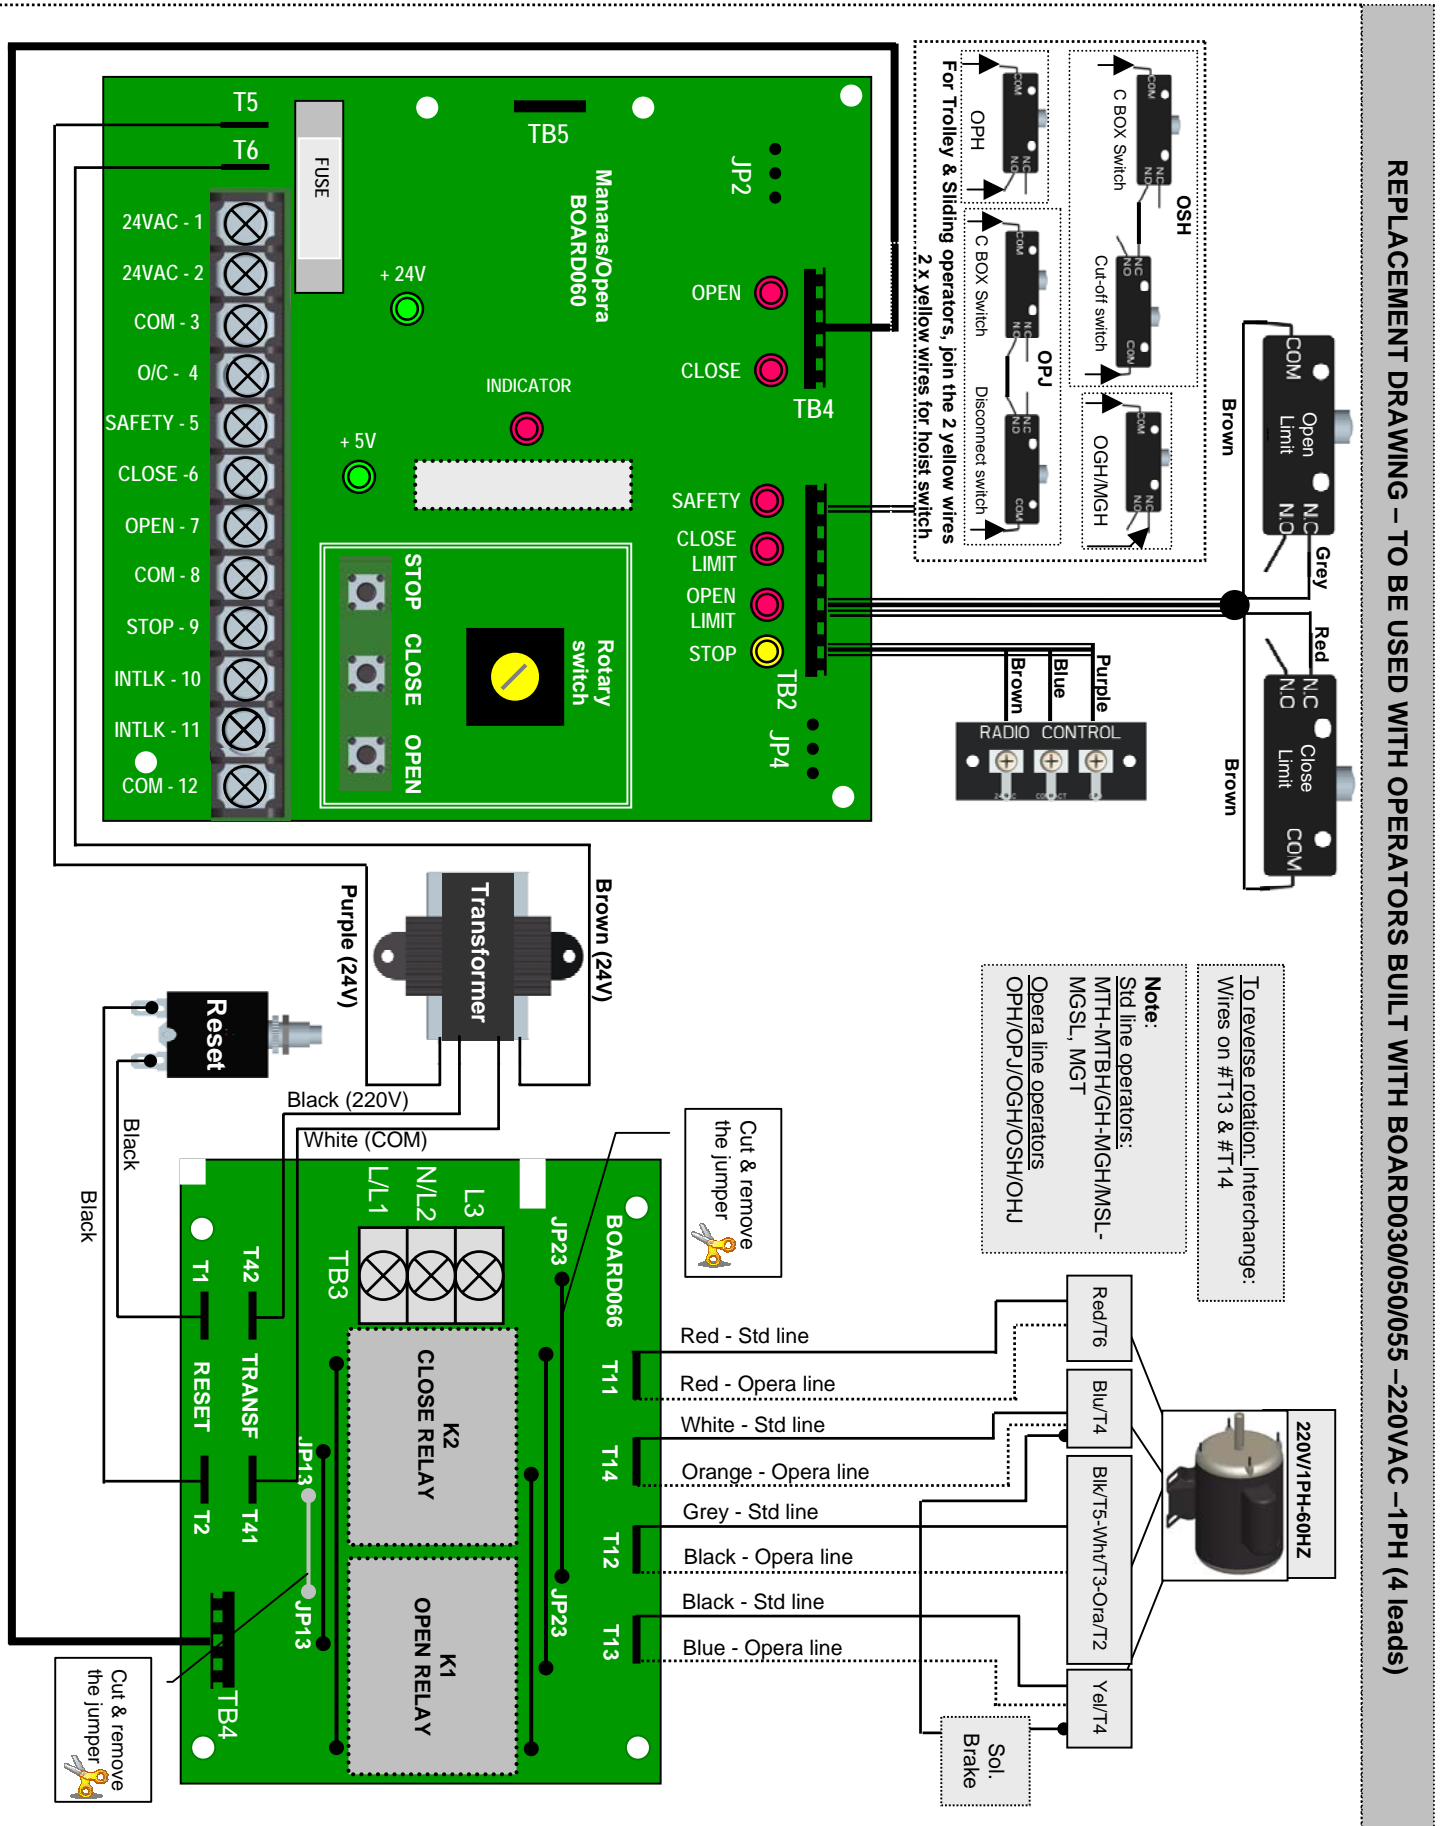 REPLACEMENT DRAWING – TO BE USED WITH OPERATORS BUILT WITH BOARD030/050/055 –220VAC –1PH (4 leads)
T5
T6
FUSE
TB5
JP2
Manaras/Opera
BOARD060
24VAC - 1
24VAC - 2
COM - 3
O/C - 4
SAFETY - 5
CLOSE -6
OPEN - 7
COM - 8
STOP - 9
INTLK - 10
INTLK - 11
COM - 12
+ 24V
+ 5V
INDICATOR
OPEN
CLOSE
TB4
SAFETY
CLOSE
LIMIT
OPEN
LIMIT
STOP
TB2
JP4
STOP
CLOSE
OPEN
Rotary
switch
OSH
COM
N.C
N.O
C BOX Switch
N.C
N.O
COM
Cut-off switch
COM
N.C
N.O
OPH
COM
N.C
N.O
OGH/MGH
OPJ
COM
N.C
N.O
C BOX Switch
N.C
N.O
COM
Disconnect switch
For Trolley & Sliding operators, join the 2 yellow wires
2 x yellow wires for hoist switch
COM
Open
Limit
N.C
N.O
Brown
Grey
Red
N.C
N.O
Close
Limit
COM
Brown
Purple
Blue
Brown
RADIO CONTROL
Transformer
Brown (24V)
Purple (24V)
Black (220V)
White (COM)
Reset
Black
Black
To reverse rotation: Interchange:
Wires on #T13 & #T14
Note:
Std line operators:
MTH-MTBH/GH-MGH/MSL-
MGSL, MGT
Opera line operators
OPH/OPJ/OGH/OSH/OHJ
Cut & remove
the jumper
BOARD066
L/L1
N/L2
L3
TB3
JP23
JP23
T1
RESET
T2
T42
TRANSF
T41
JP13
JP13
K2
CLOSE RELAY
K1
OPEN RELAY
T11
T14
T12
T13
TB4
Cut & remove
the jumper
Red - Std line
Red - Opera line
White - Std line
Orange - Opera line
Grey - Std line
Black - Opera line
Black - Std line
Blue - Opera line
Red/T6
Blu/T4
Blk/T5-Wht/T3-Ora/T2
Yel/T4
220V/1PH-60HZ
Sol.
Brake